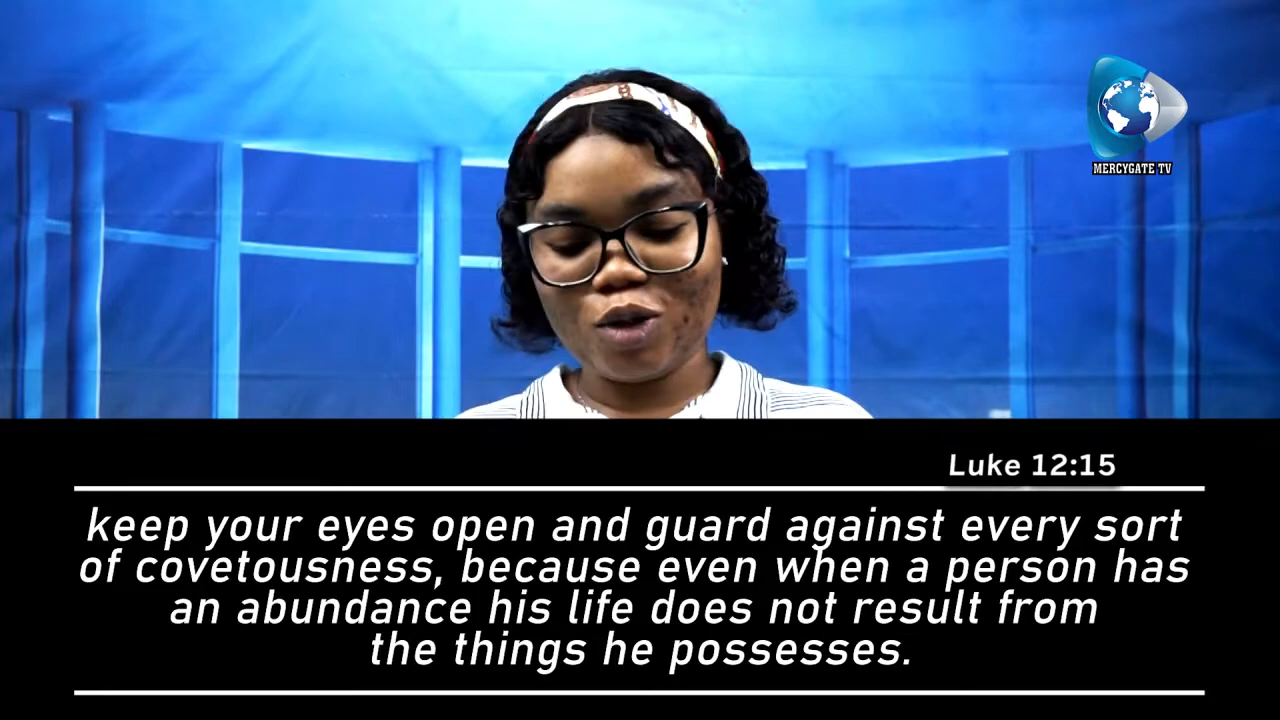 MERCYGATE TV
Luke 12:15
keep your eyes open and guard against every sort
of covetousness, because even when a person has
an abundance his life does not result from
the things he possesses.